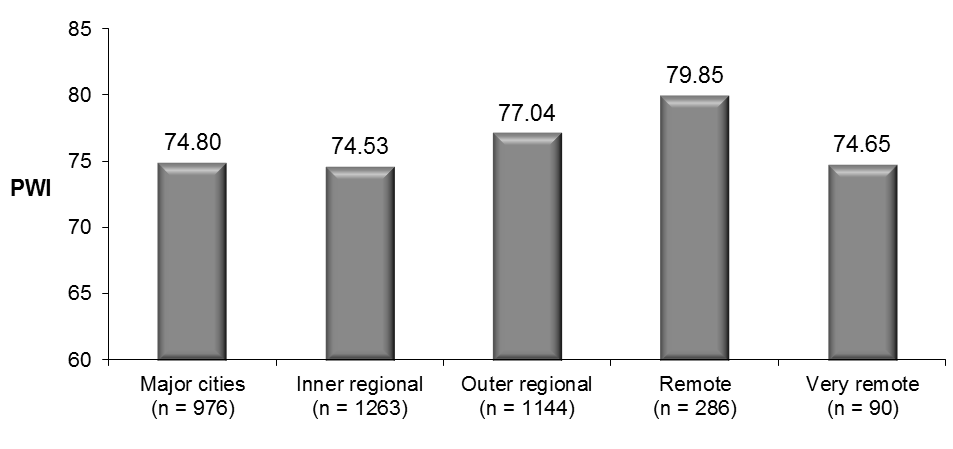 85
80
75
70
65
60
PWI
74.80
74.53
77.04
79.85
74.65
Major cities
(n = 976)
Inner regional
(n = 1263)
Outer regional
(n = 1144)
Remote
(n = 286)
Very remote
(n = 90)